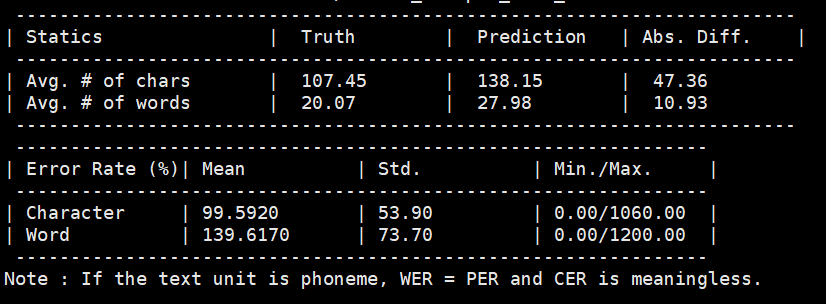 | Statics | Truth | Prediction | Abs. Diff. |
| Avg. # of chars | 107.45 | 138.15 | 47.36
| Avg. # of words | 20.07 | 27.98 | 10.93
| Error Rate (%)| Mean | Std. | Min./Max. |
| Character | 99.5920 | 53.90 | 0.00/1060.00 |
| Word | 139.6170 | 73.70 | 0.00/1200.00 |
Note : If the text unit is phoneme, WER = PER and CER is meaningless.